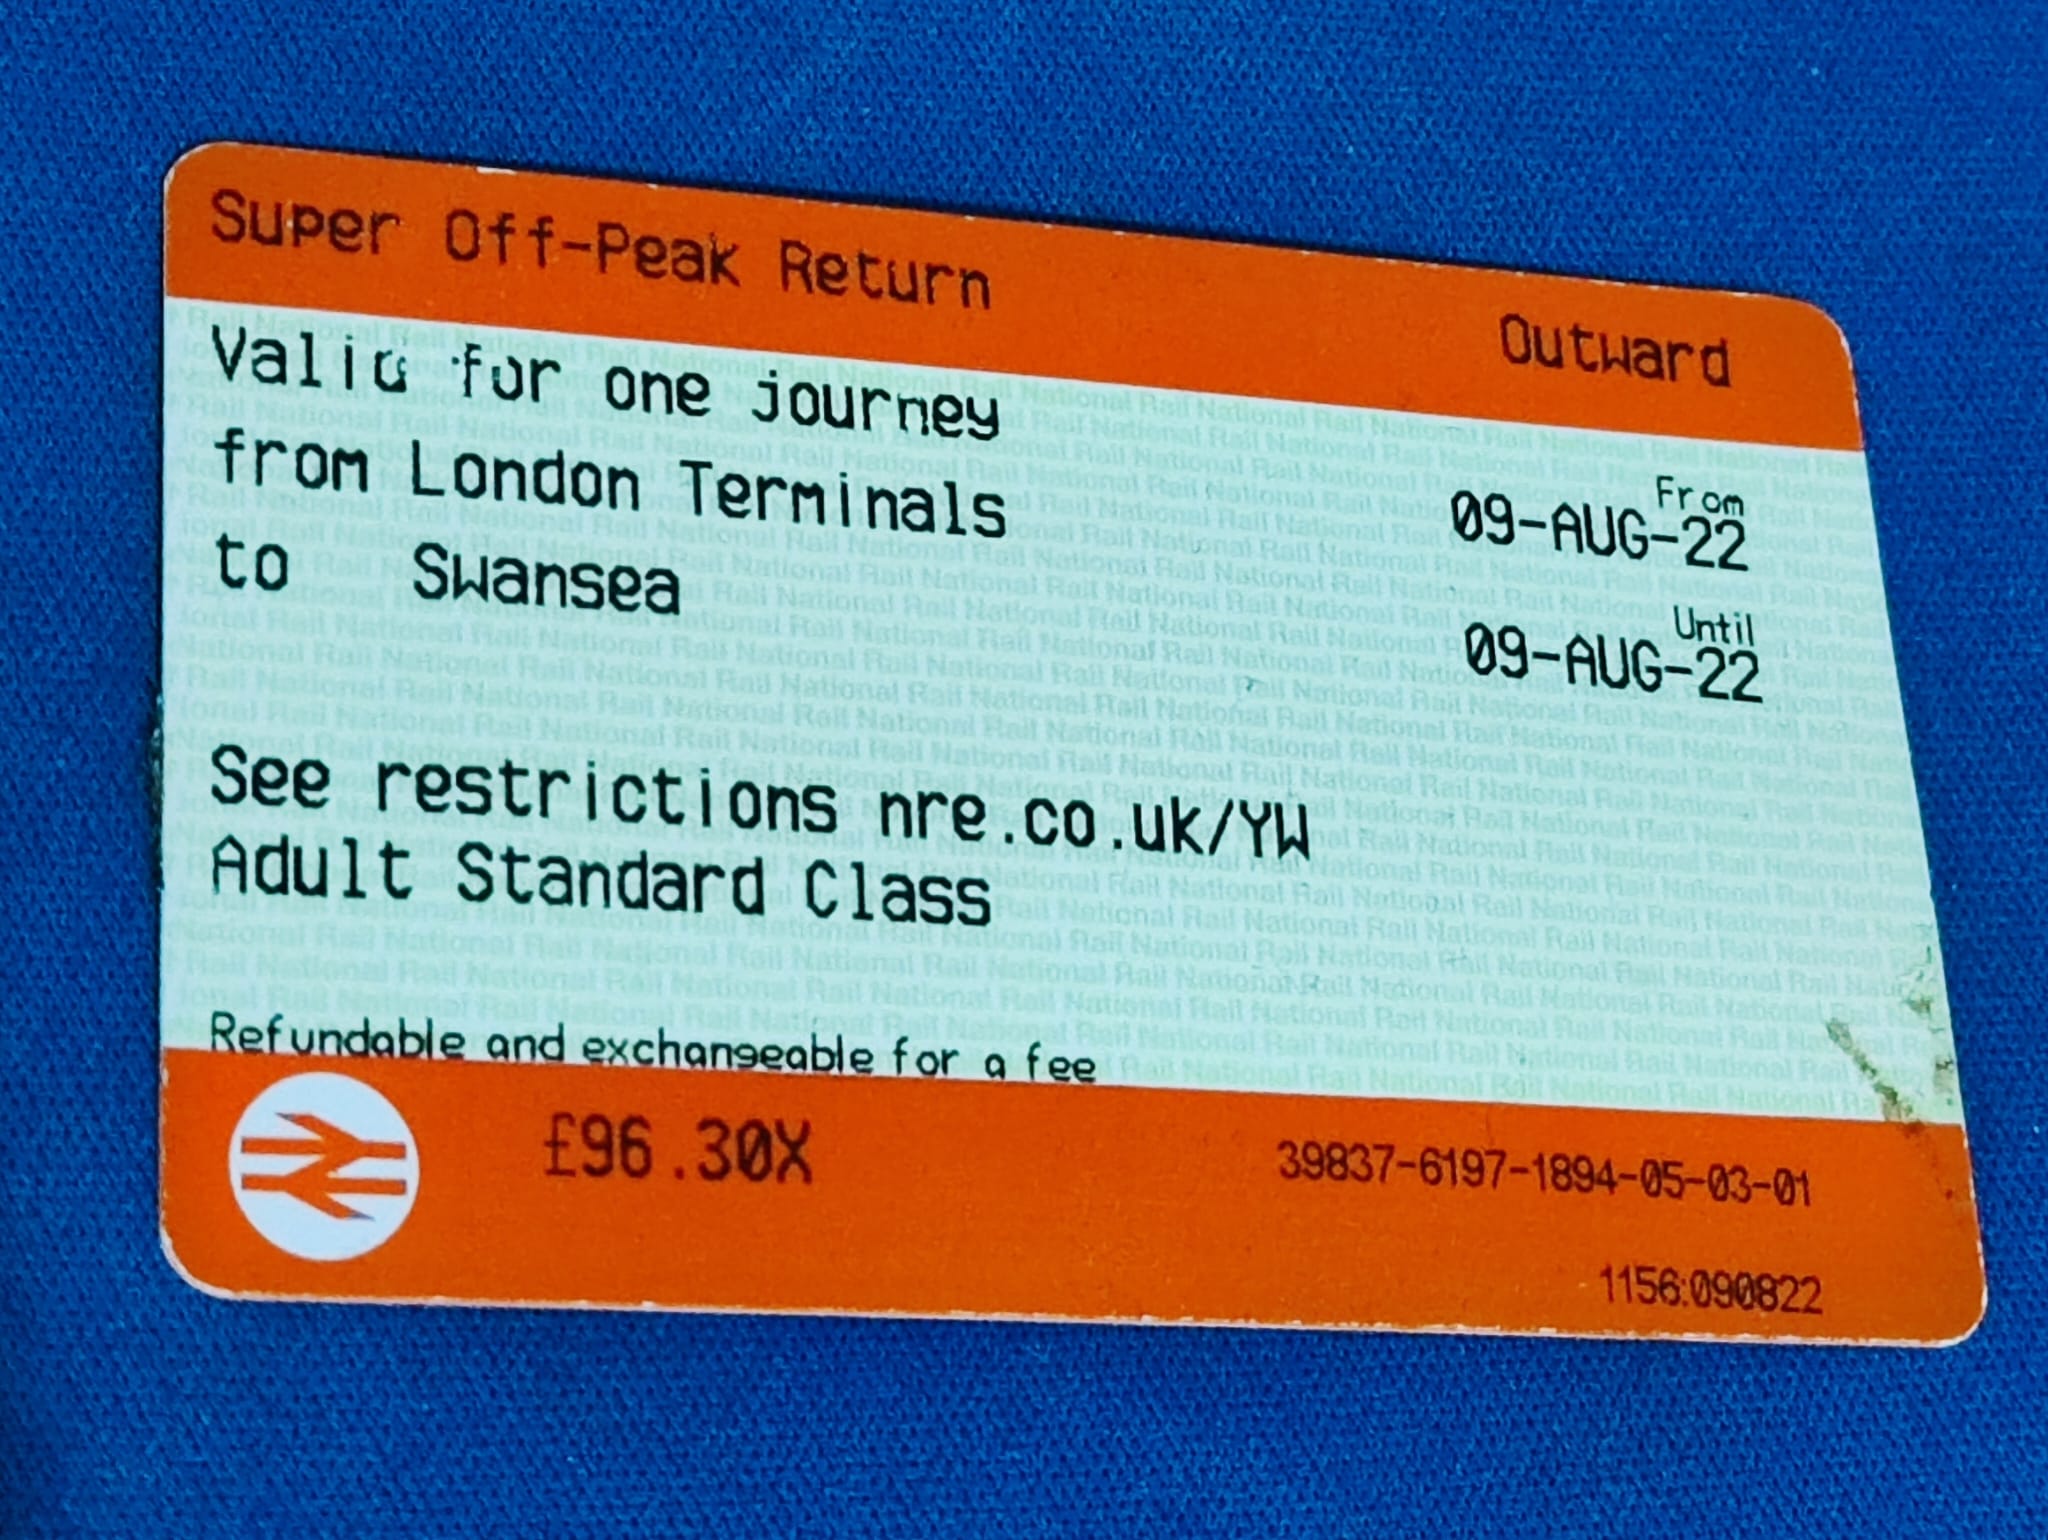 Super Off-Peak Return
Outward
Valid for one journey
from London Terminals
to Swansea
From
09-AUG-22
Until
09-AUG-22
See restrictions nre.co.uk/YW
Adult Standard Class
Refundable and exchangeable for a fee
£96.30X
39837-6197-1894-05-03-01
1156:090822